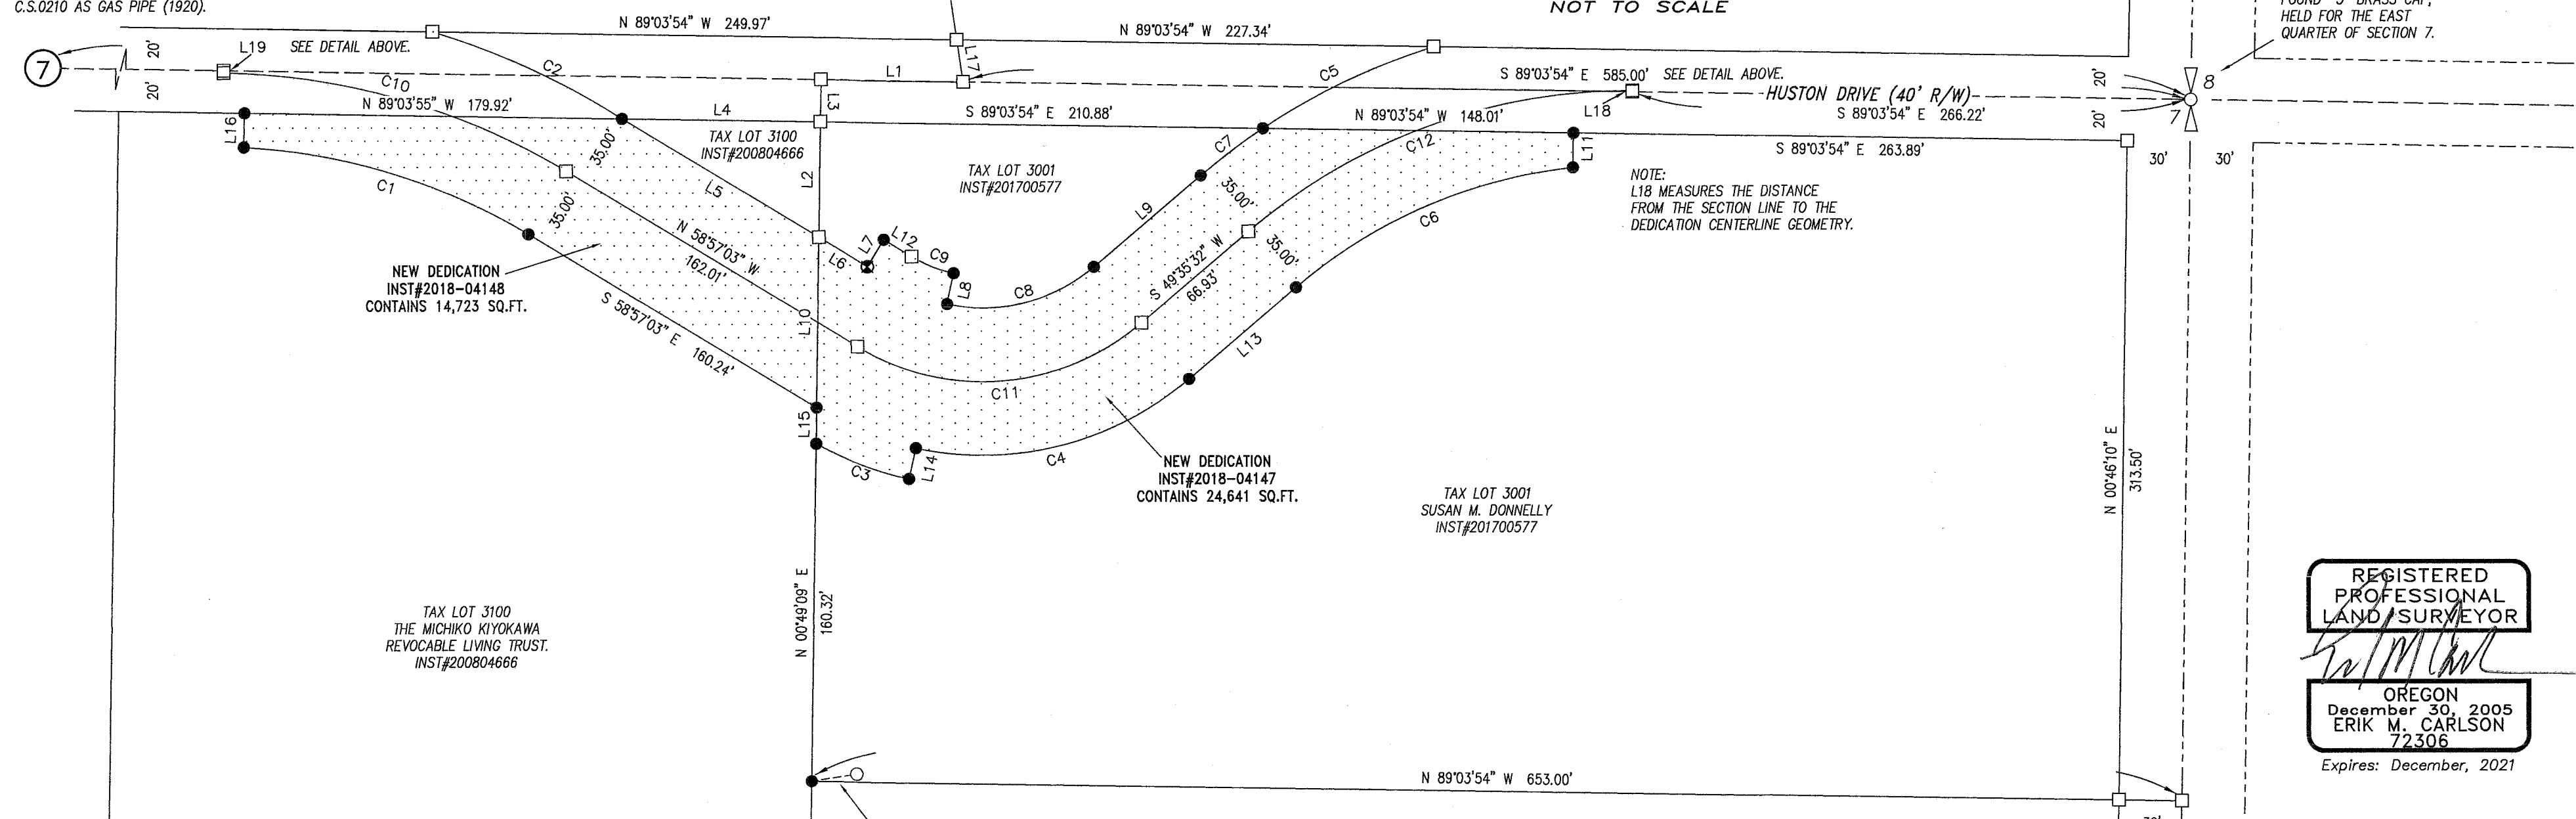 C.S.0210 AS GAS PIPE (1920).
NOT TO SCALE
FOUND 3" BRASS CAP,
HELD FOR THE EAST
QUARTER OF SECTION 7.
N 89°03'54" W 249.97'
N 89°03'54" W 227.34'
7
20'
20'
L19
SEE DETAIL ABOVE.
C10
C2
L17
L1
C5
S 89°03'54" E 585.00'
SEE DETAIL ABOVE.
20'
20'
8
7
HUSTON DRIVE (40' R/W)
N 89°03'55" W 179.92'
L4
L3
S 89°03'54" E 210.88'
N 89°03'54" W 148.01'
L18
S 89°03'54" E 266.22'
L16
35.00'
TAX LOT 3100
INST#200804666
C7
C12
L11
S 89°03'54" E 263.89'
30'
30'
C1
L5
L2
TAX LOT 3001
INST#201700577
35.00'
NOTE:
L18 MEASURES THE DISTANCE
FROM THE SECTION LINE TO THE
DEDICATION CENTERLINE GEOMETRY.
35.00'
L9
C6
N 58°57'03" W
162.01'
L6
L7
L12
C9
L8
C8
S 49°35'32" W
66.93'
35.00'
NEW DEDICATION
INST#2018-04148
CONTAINS 14,723 SQ.FT.
S 58°57'03" E 160.24'
L10
L13
C11
L15
C3
L14
C4
NEW DEDICATION
INST#2018-04147
CONTAINS 24,641 SQ.FT.
TAX LOT 3001
SUSAN M. DONNELLY
INST#201700577
N 00°46'10" E
313.50'
TAX LOT 3100
THE MICHIKO KIYOKAWA
REVOCABLE LIVING TRUST.
INST#200804666
N 00°49'09" E
160.32'
REGISTERED
PROFESSIONAL
LAND SURVEYOR
OREGON
December 30, 2005
ERIK M. CARLSON
72306
Expires: December, 2021
N 89°03'54" W 653.00'